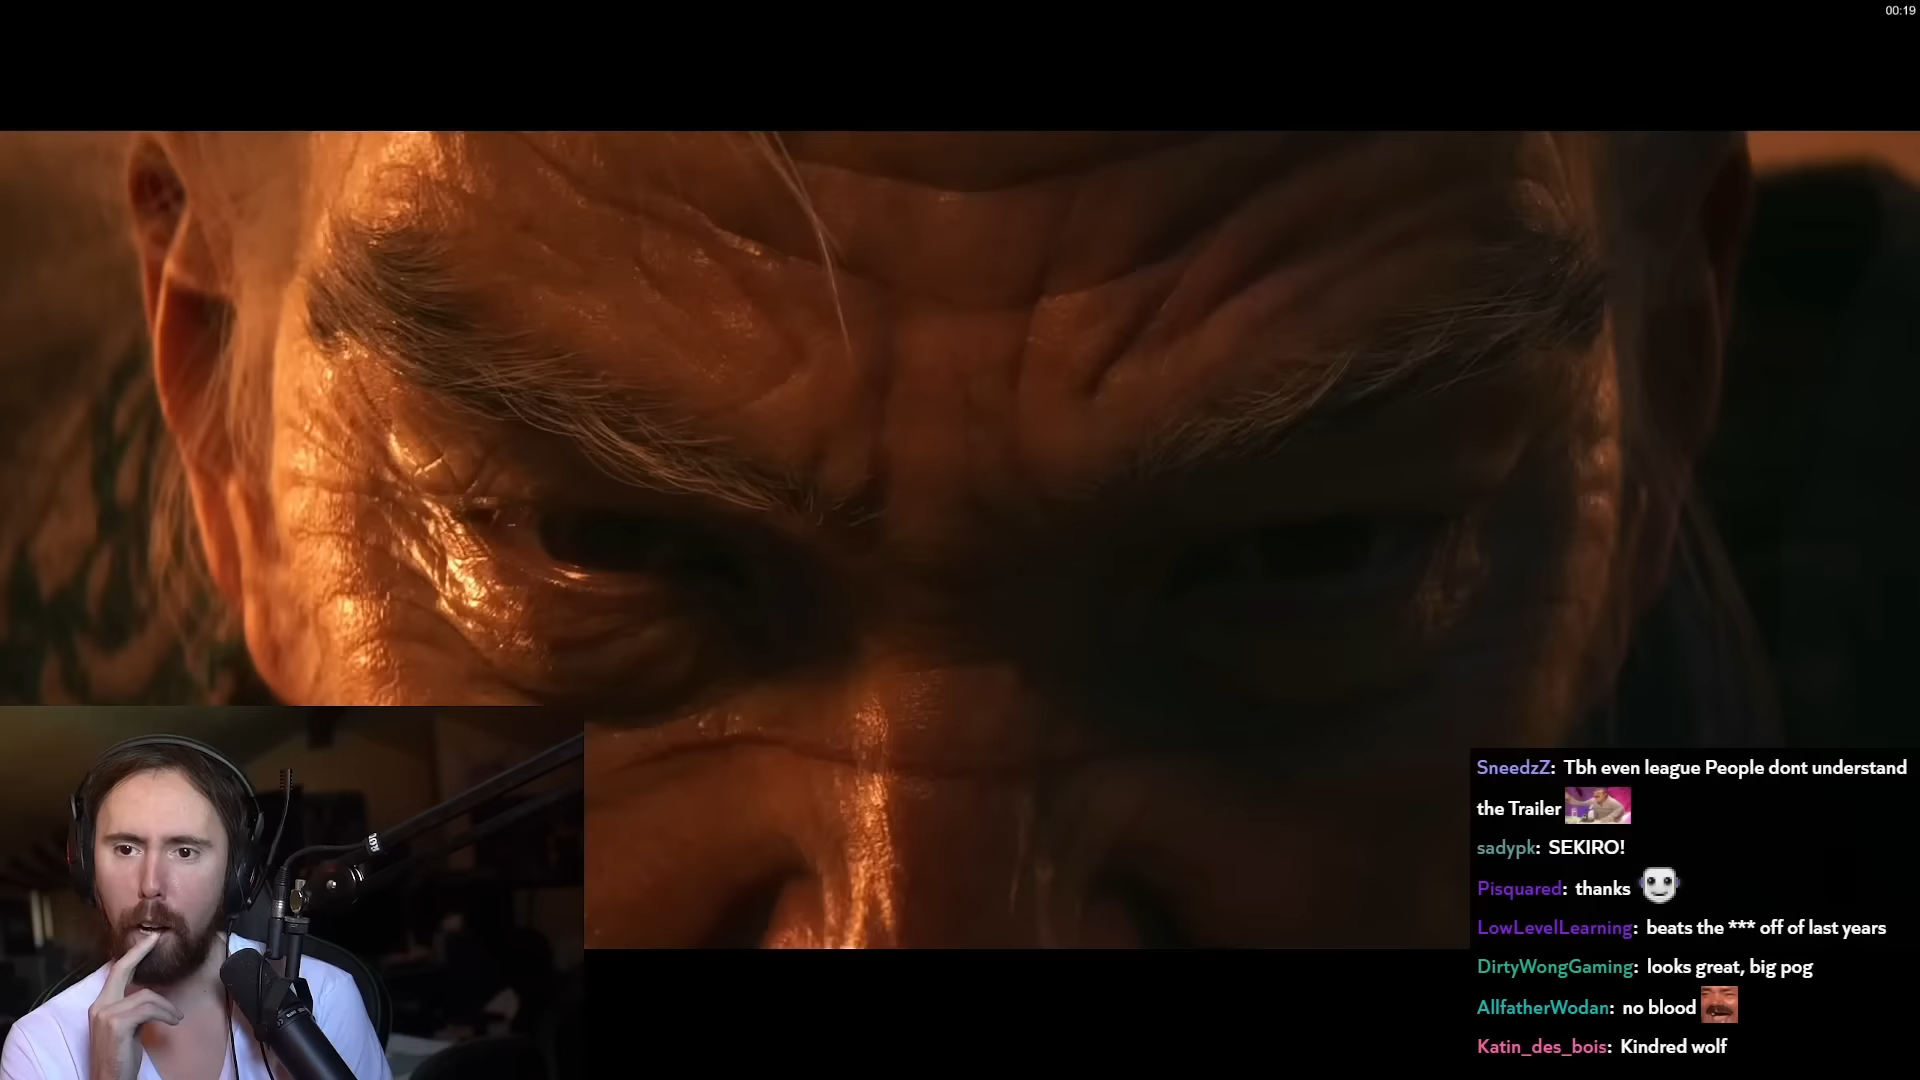 00:19
SneedzZ: Tbh even league People dont understand
the Trailer
sadypk: SEKIRO!
Pisquared: thanks
LowLevelLearning: beats the *** off of last years
DirtyWongGaming: looks great, big pog
AllfatherWodan: no blood
Katin_des_bois: Kindred wolf